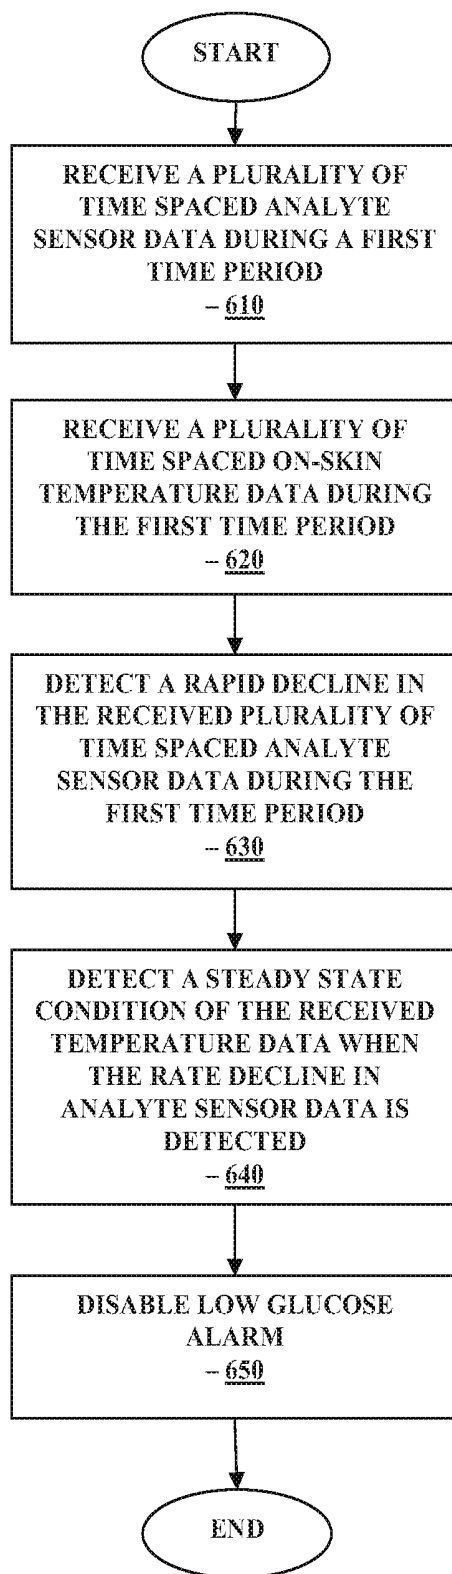 START
RECEIVE A PLURALITY OF
TIME SPACED ANALYTE
SENSOR DATA DURING A FIRST
TIME PERIOD
– 610
RECEIVE A PLURALITY OF
TIME SPACED ON-SKIN
TEMPERATURE DATA DURING
THE FIRST TIME PERIOD
– 620
DETECT A RAPID DECLINE IN
THE RECEIVED PLURALITY OF
TIME SPACED ANALYTE
SENSOR DATA DURING THE
FIRST TIME PERIOD
– 630
DETECT A STEADY STATE
CONDITION OF THE RECEIVED
TEMPERATURE DATA WHEN
THE RATE DECLINE IN
ANALYTE SENSOR DATA IS
DETECTED
– 640
DISABLE LOW GLUCOSE
ALARM
– 650
END